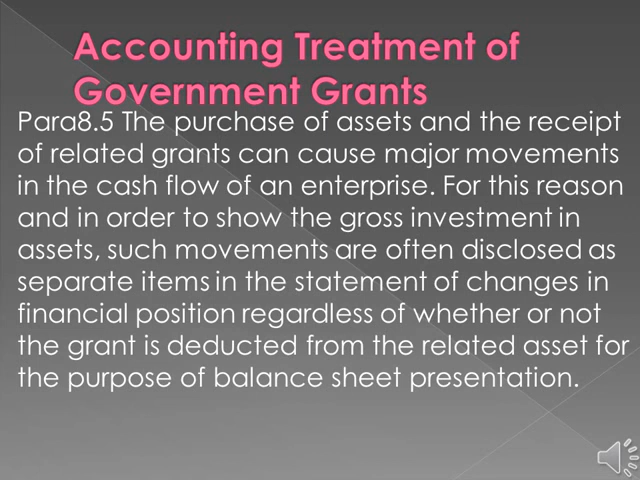 Accounting Treatment of
Government Grants
Para8.5 The purchase of assets and the receipt
of related grants can cause major movements
in the cash flow of an enterprise. For this reason
and in order to show the gross investment in
assets, such movements are often disclosed as
separate items in the statement of changes in
financial position regardless of whether or not
the grant is deducted from the related asset for
the purpose of balance sheet presentation.